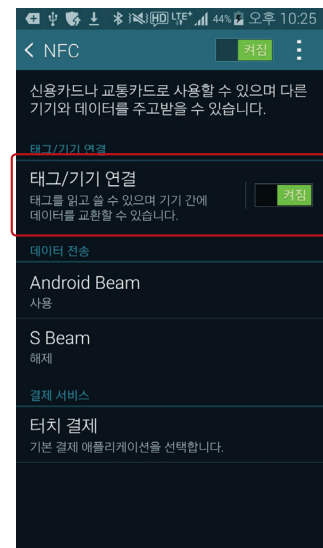 HD LTE+ 44% 오후 10:25
NFC 켜짐
신용카드나 교통카드로 사용할 수 있으며 다른
기기와 데이터를 주고받을 수 있습니다.
태그/기기 연결
태그/기기 연결
태그를 읽고 쓸 수 있으며 기기 간에
데이터를 교환할 수 있습니다.
켜짐
데이터 전송
Android Beam
사용
S Beam
해제
결제 서비스
터치 결제
기본 결제 애플리케이션을 선택합니다.